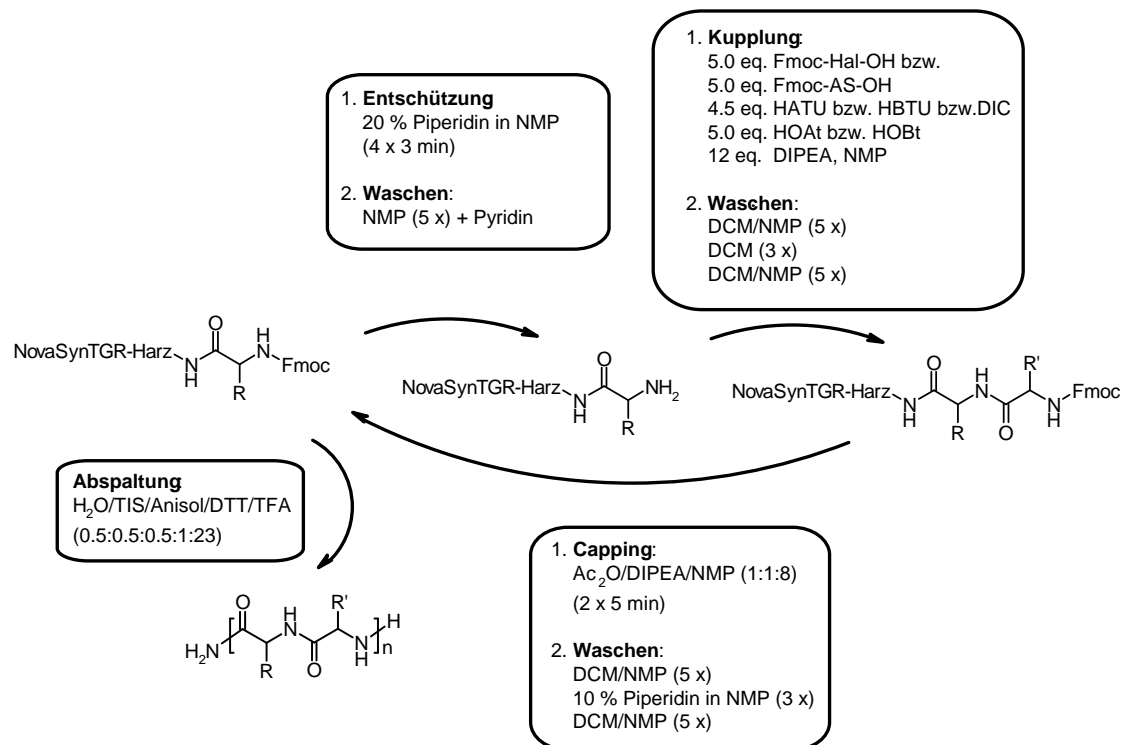 1. Entschützung
20 % Piperidin in NMP
(4 x 3 min)
2. Waschen:
NMP (5 x) + Pyridin
1. Kupplung:
5.0 eq. Fmoc-Hal-OH bzw.
5.0 eq. Fmoc-AS-OH
4.5 eq. HATU bzw. HBTU bzw.DIC
5.0 eq. HOAt bzw. HOBt
12 eq. DIPEA, NMP
2. Waschen:
DCM/NMP (5 x)
DCM (3 x)
DCM/NMP (5 x)
NovaSynTGR-Harz
N
H
O
R
H
N
Fmoc
NovaSynTGR-Harz
N
H
O
R
NH2
NovaSynTGR-Harz
N
H
O
R
H
N
O
R'
N
H
Fmoc
Abspaltung
H2O/TIS/Anisol/DTT/TFA
(0.5:0.5:0.5:1:23)
H2N
[
O
R
H
N
O
R'
N
H
]n
H
1. Capping:
Ac2O/DIPEA/NMP (1:1:8)
(2 x 5 min)
2. Waschen:
DCM/NMP (5 x)
10 % Piperidin in NMP (3 x)
DCM/NMP (5 x)